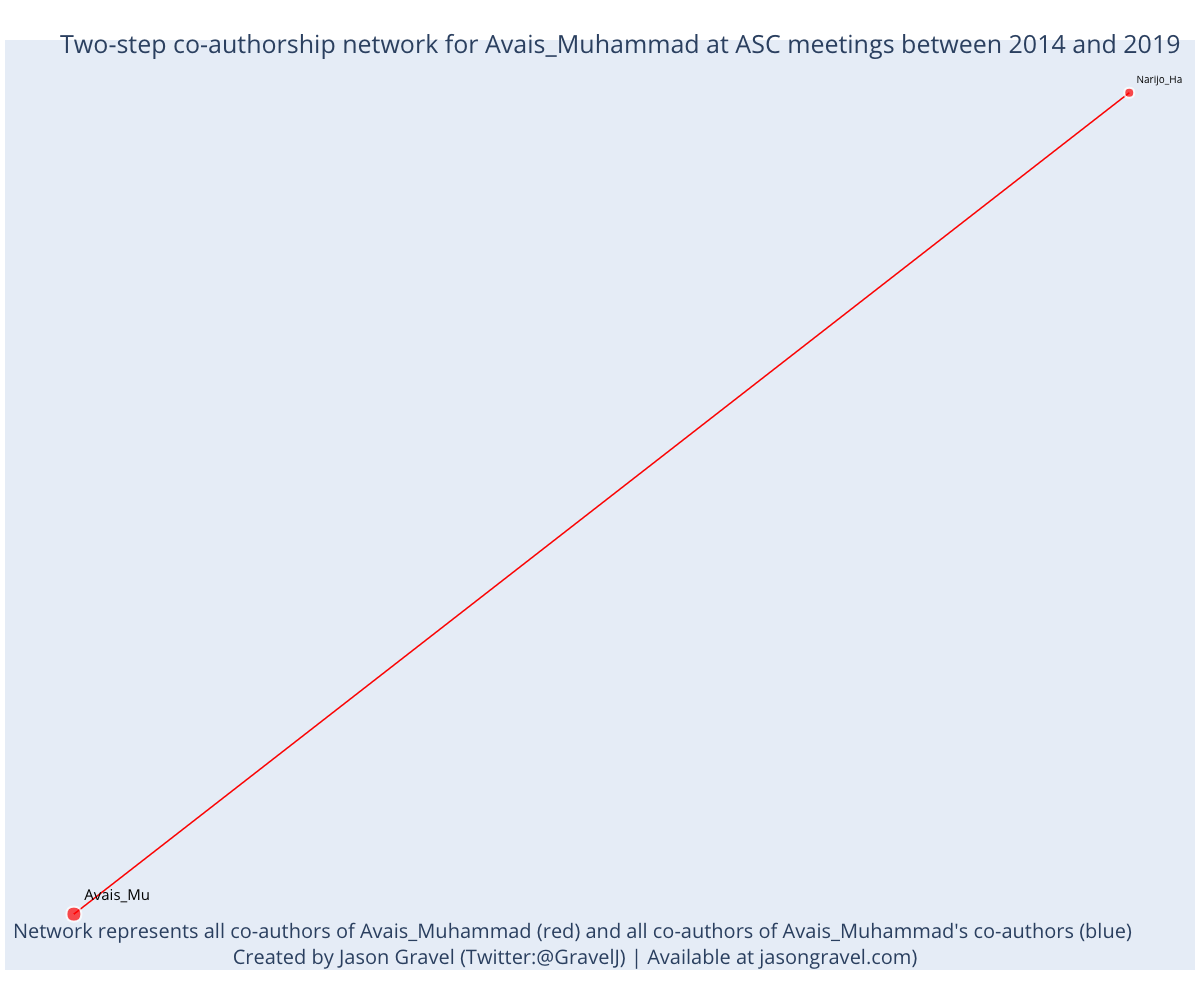 Two-step co-authorship network for Avais_Muhammad at ASC meetings between 2014 and 2019
Narijo_Ha
Avais_Mu
Network represents all co-authors of Avais_Muhammad (red) and all co-authors of Avais_Muhammad's co-authors (blue)
Created by Jason Gravel (Twitter:@GravelJ) | Available at jasongravel.com)